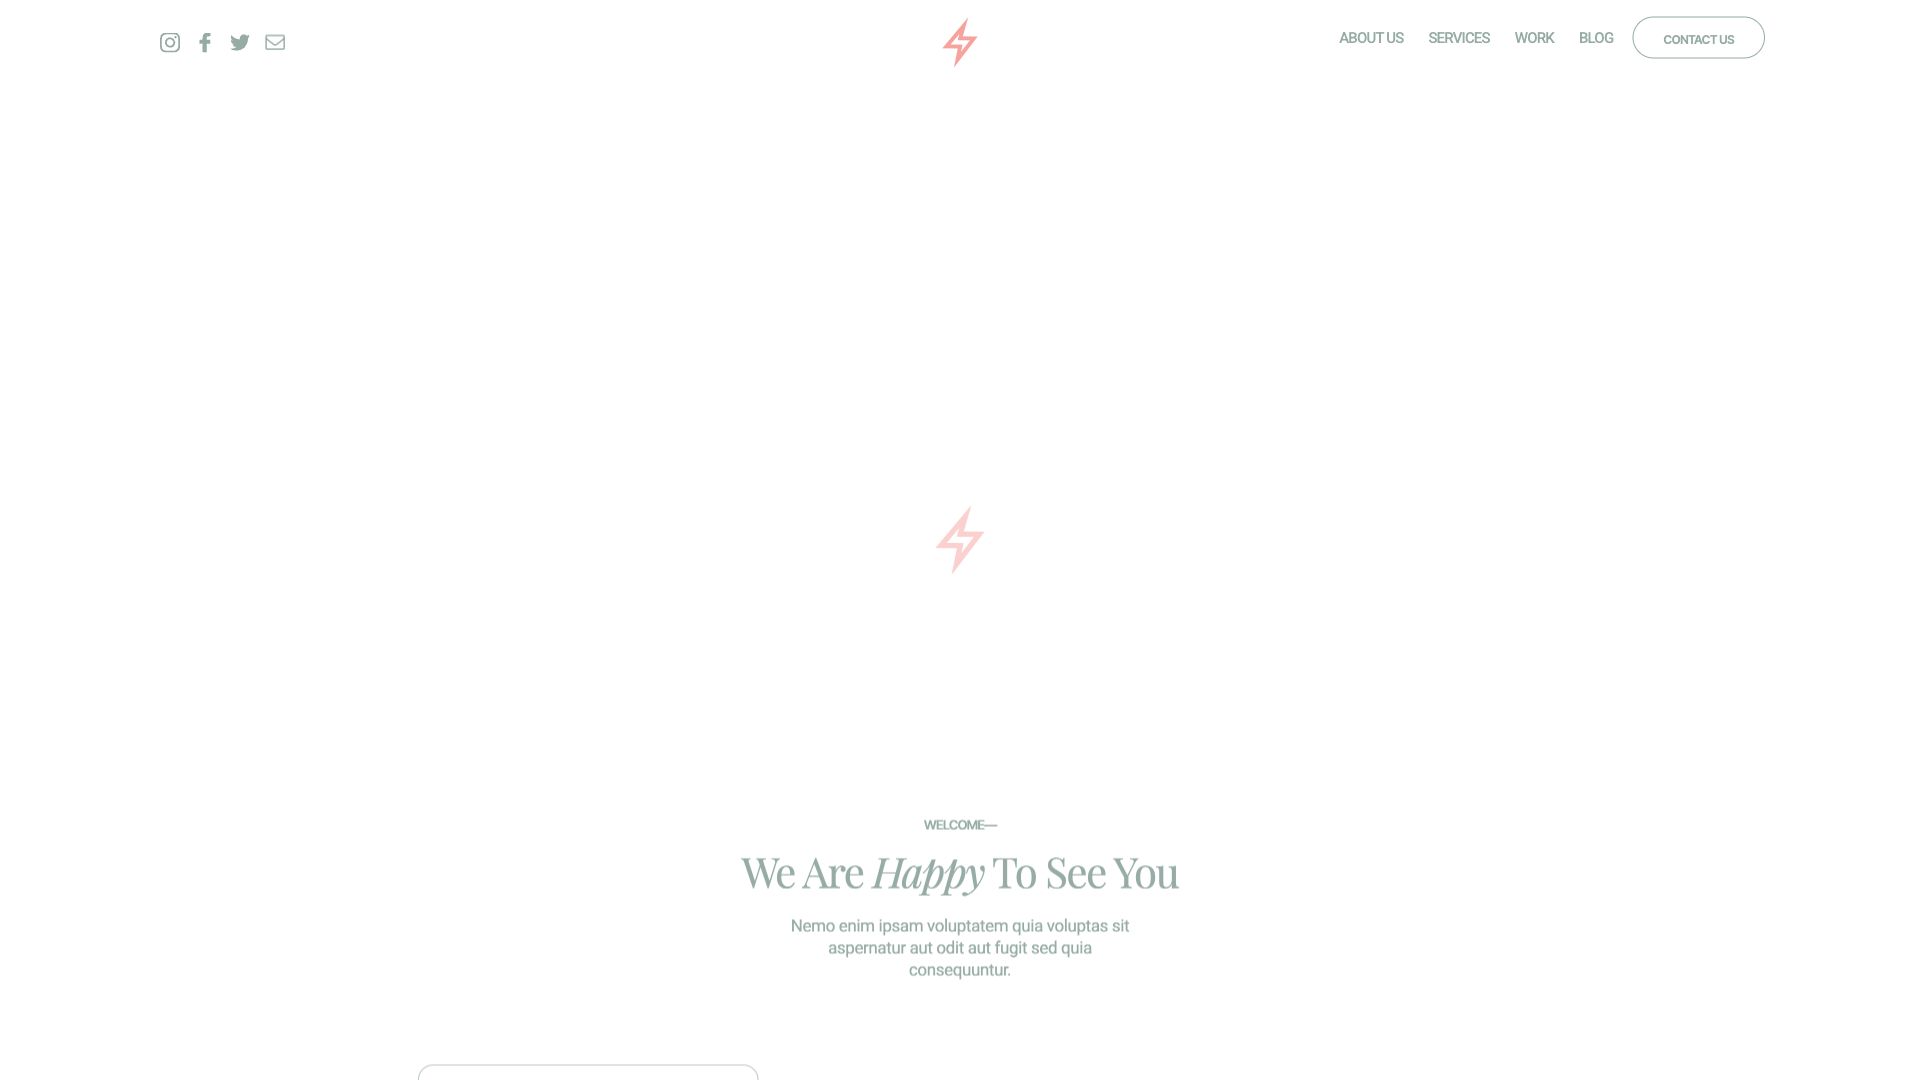 ABOUT US
SERVICES
WORK
BLOG
CONTACT US
WELCOME—
We Are Happy To See You
Nemo enim ipsam voluptatem quia voluptas sit
aspernatur aut odit aut fugit sed quia
consequuntur.